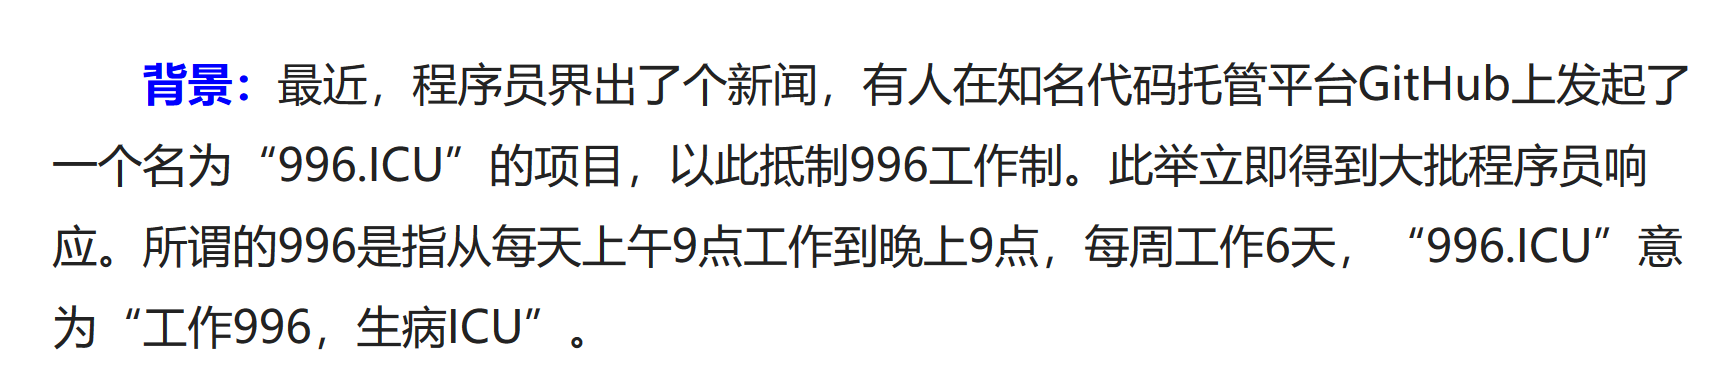 背景：最近，程序员界出了个新闻，有人在知名代码托管平台GitHub上发起了
一个名为“996.ICU”的项目，以此抵制996工作制。此举立即得到大批程序员响
应。所谓的996是指从每天上午9点工作到晚上9点，每周工作6天，“996.ICU”意
为“工作996，生病ICU”。